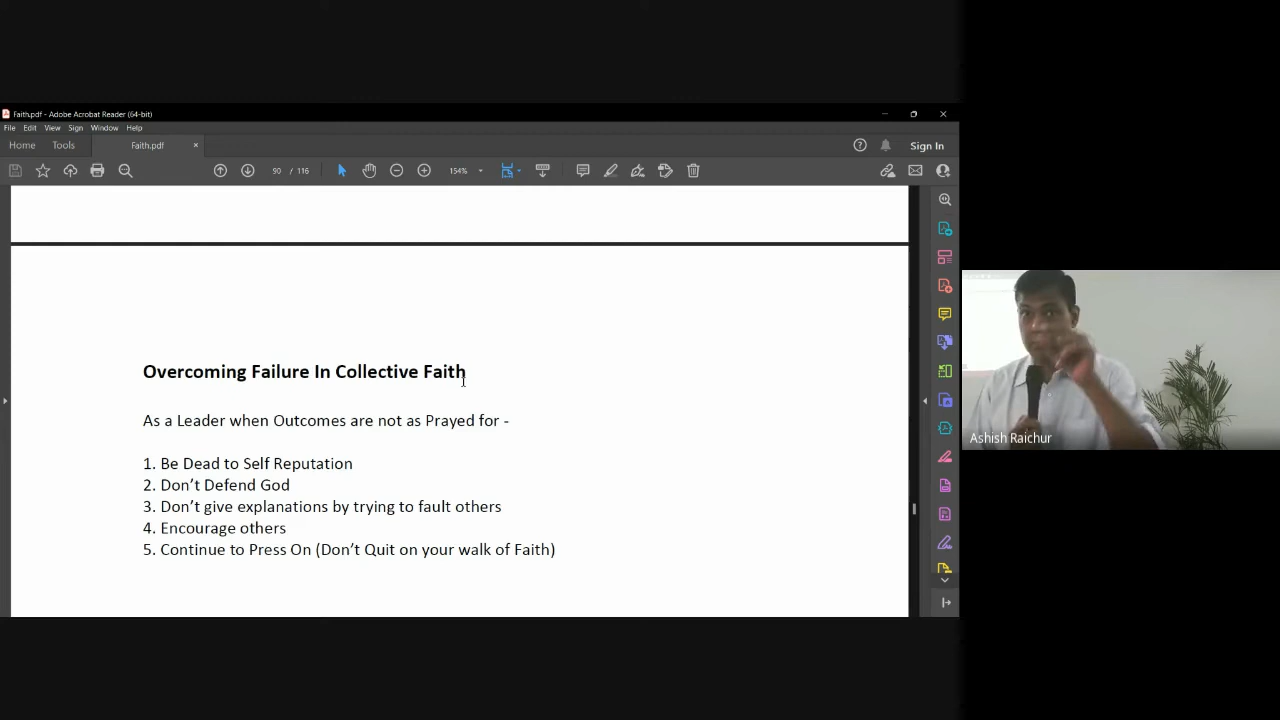 Faith.pdf - Adobe Acrobat Reader (64-bit)
File Edit View Sign Window Help
Home Tools Faith.pdf × Sign In
90 / 116 154%
Overcoming Failure In Collective Faith
As a Leader when Outcomes are not as Prayed for -
1. Be Dead to Self Reputation
2. Don’t Defend God
3. Don’t give explanations by trying to fault others
4. Encourage others
5. Continue to Press On (Don’t Quit on your walk of Faith)
Ashish Raichur